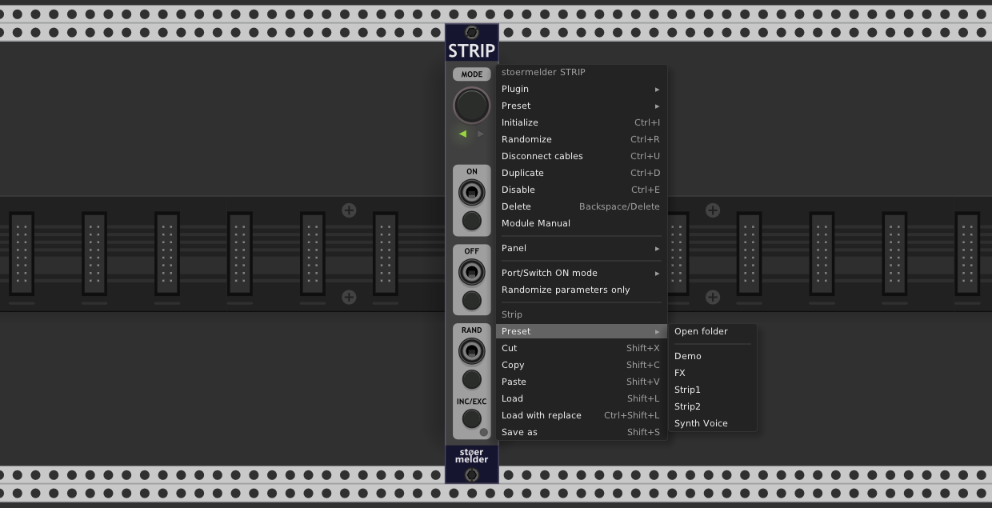 STRIP
MODE
ON
OFF
RAND
INC/EXC
støer
melder
stoermelder STRIP
Plugin ▸
Preset ▸
Initialize Ctrl+I
Randomize Ctrl+R
Disconnect cables Ctrl+U
Duplicate Ctrl+D
Disable Ctrl+E
Delete Backspace/Delete
Module Manual
Panel ▸
Port/Switch ON mode ▸
Randomize parameters only
Strip
Preset ▸
Cut Shift+X
Copy Shift+C
Paste Shift+V
Load Shift+L
Load with replace Ctrl+Shift+L
Save as Shift+S
Open folder
Demo
FX
Strip1
Strip2
Synth Voice